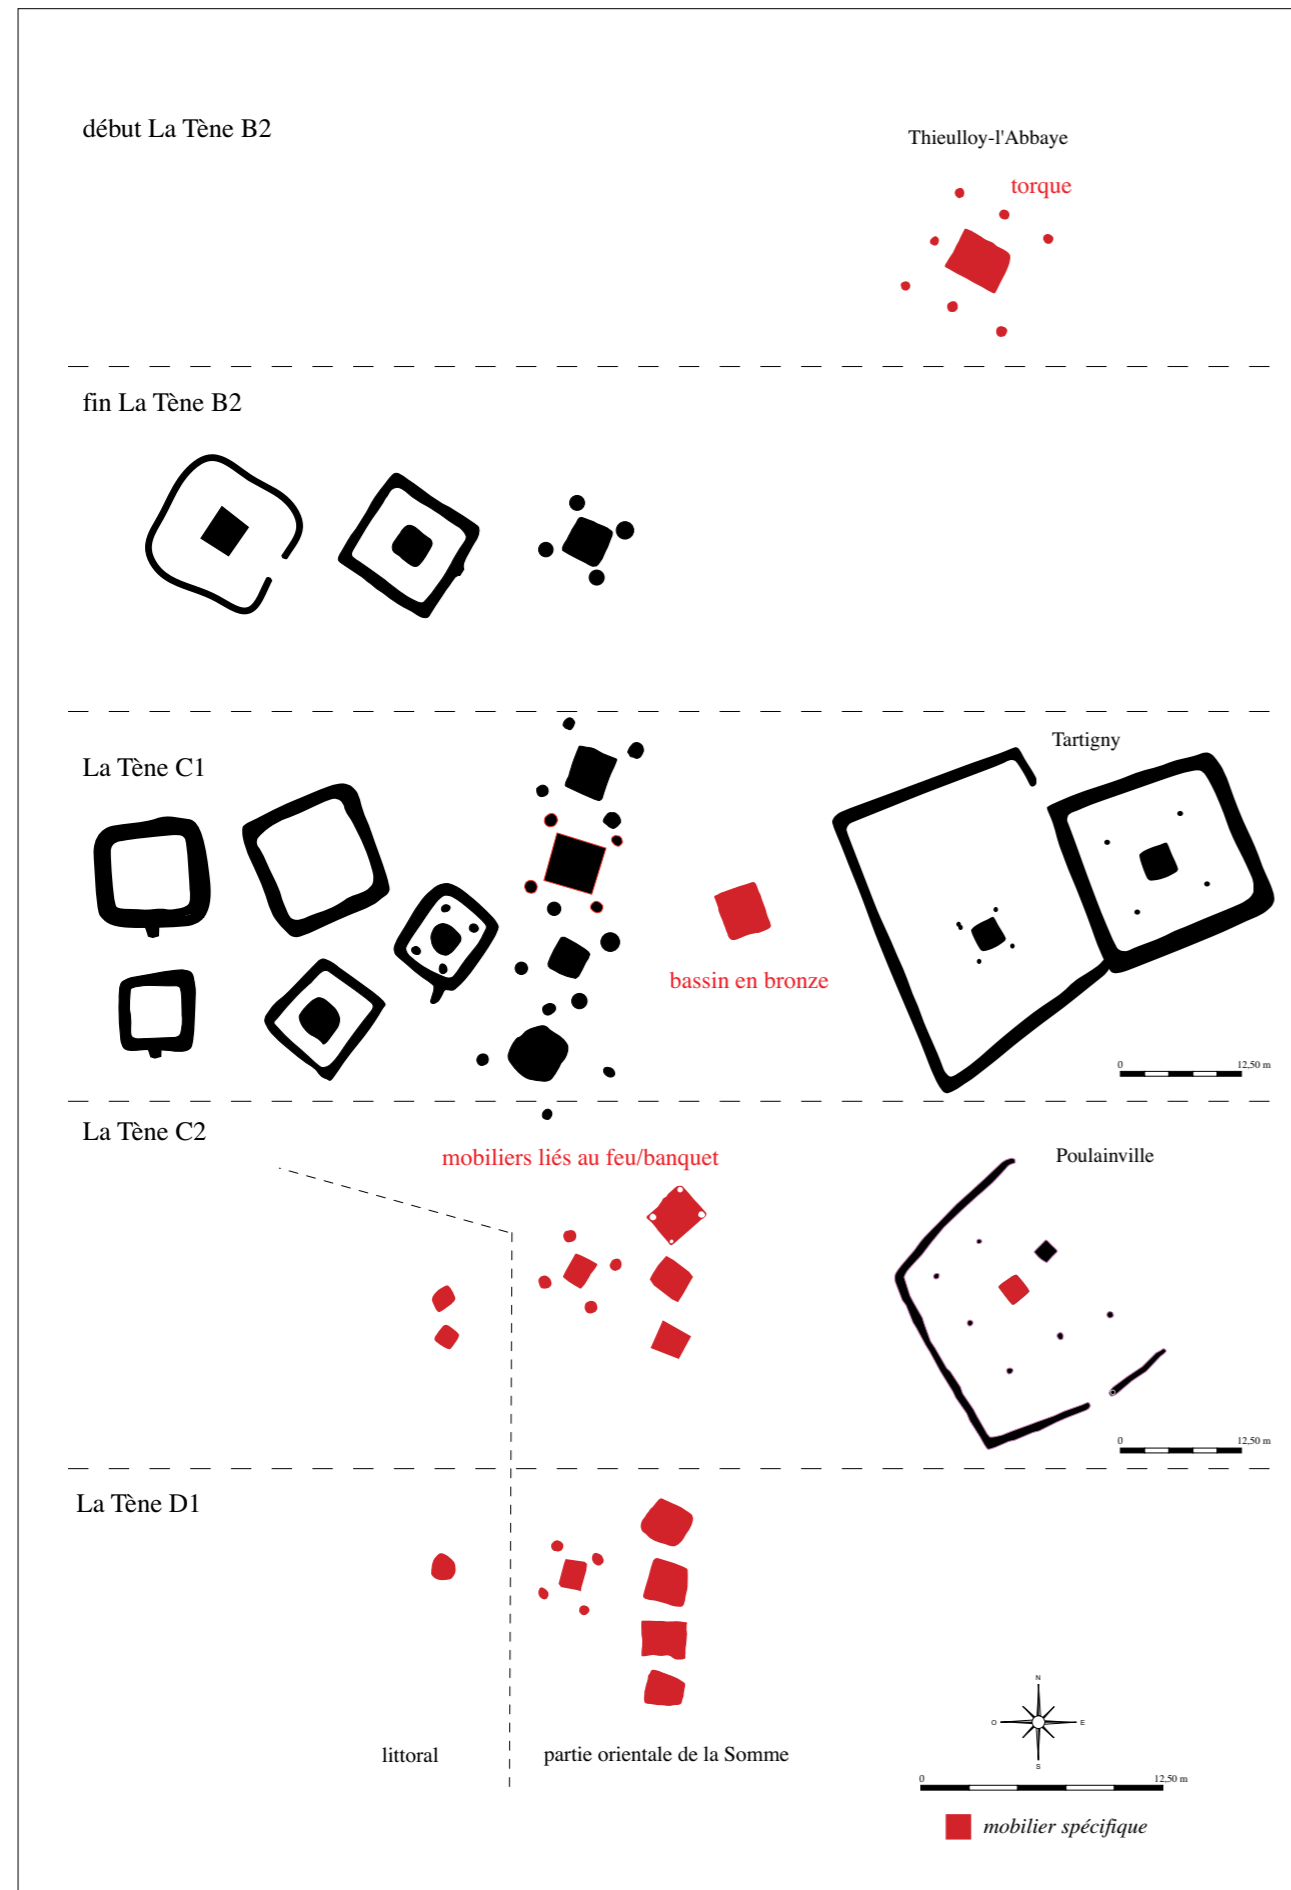 début La Tène B2
Thieulloy-l'Abbaye
torque
fin La Tène B2
La Tène C1
Tartigny
bassin en bronze
0 12,50 m
La Tène C2
mobiliers liés au feu/banquet
Poulainville
0 12,50 m
La Tène D1
littoral
partie orientale de la Somme
N
O E
S
0 12,50 m
mobilier spécifique